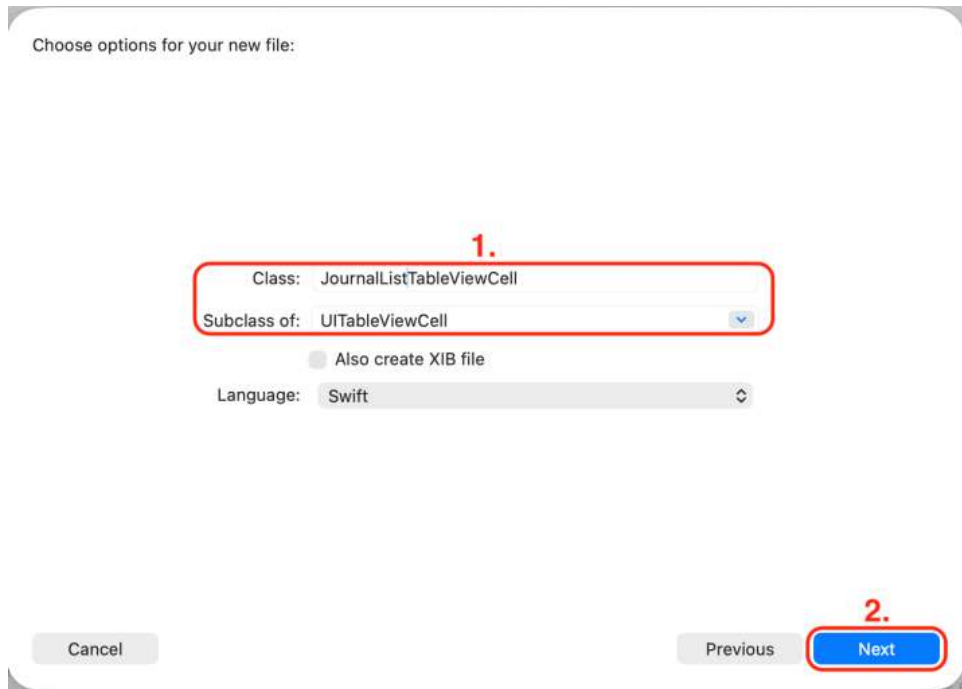 Choose options for your new file:
1.
Class: JournalListTableViewCell
Subclass of: UITableViewCell
Also create XIB file
Language: Swift
2.
Cancel Previous Next